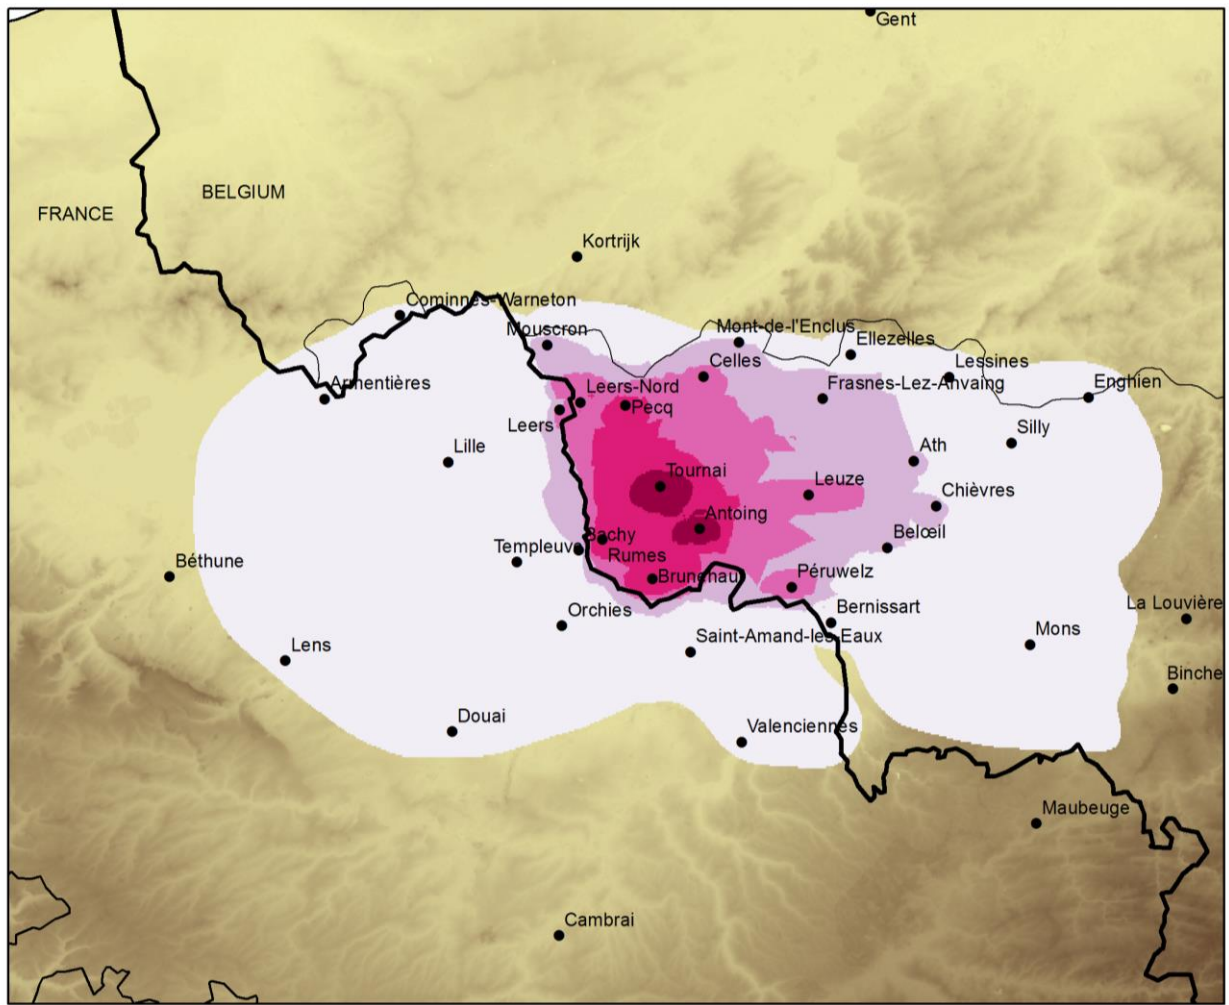 Gent
BELGIUM
FRANCE
Kortrijk
Cominnes-Warneton
Mouscron
Mont-de-l'Enclus
Ellezelles
Celles
Lessines
Armentières
Leers-Nord
Frasnes-Lez-Anvaing
Enghien
Pecq
Leers
Silly
Lille
Ath
Tournai
Leuze
Chièvres
Antoing
Bachy
Belœil
Templeuve
Rumes
Béthune
Brunehaut
Péruwelz
La Louvière
Orchies
Bernissart
Saint-Amand-les-Eaux
Mons
Lens
Binche
Douai
Valenciennes
Maubeuge
Cambrai